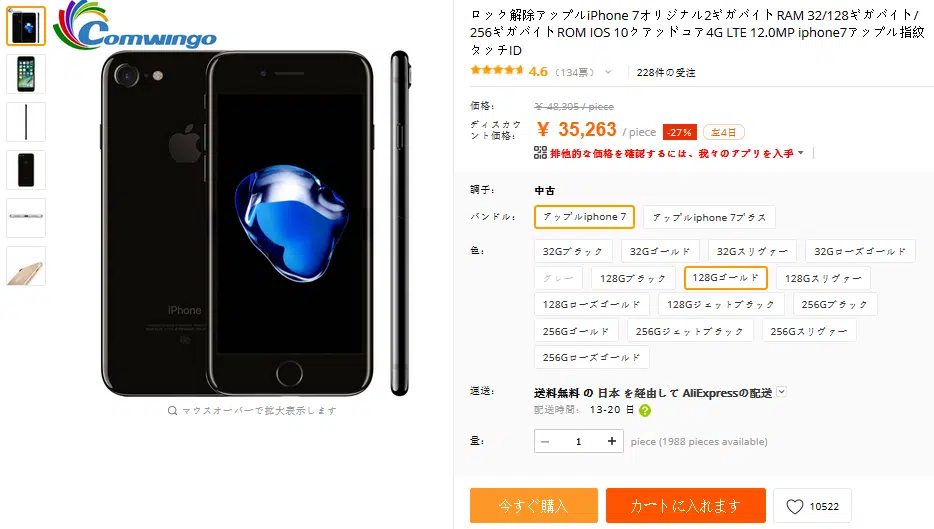 Comwingo
iPhone
マウスオーバーで拡大表示します
ロック解除アップルiPhone 7オリジナル2ギガバイトRAM 32/128ギガバイト/
256ギガバイトROM IOS 10クアッドコア4G LTE 12.0MP iphone7アップル指紋
タッチID
4.6 (134票) 228件の受注
価格: ¥ 48,305 / piece
ディスカウ
ント価格: ¥ 35,263 / piece -27% 左4日
排他的な価格を確認するには、我々のアプリを入手
調子: 中古
バンドル: アップルiphone 7 アップルiphone 7プラス
色: 32Gブラック 32Gゴールド 32Gスリヴァー 32Gローズゴールド
グレー 128Gブラック 128Gゴールド 128Gスリヴァー
128Gローズゴールド 128Gジェットブラック 256Gブラック
256Gゴールド 256Gジェットブラック 256Gスリヴァー
256Gローズゴールド
運送: 送料無料 の 日本 を経由して AliExpressの配送
配送時間: 13-20 日 ?
量: − 1 + piece (1988 pieces available)
今すぐ購入 カートに入れます 10522